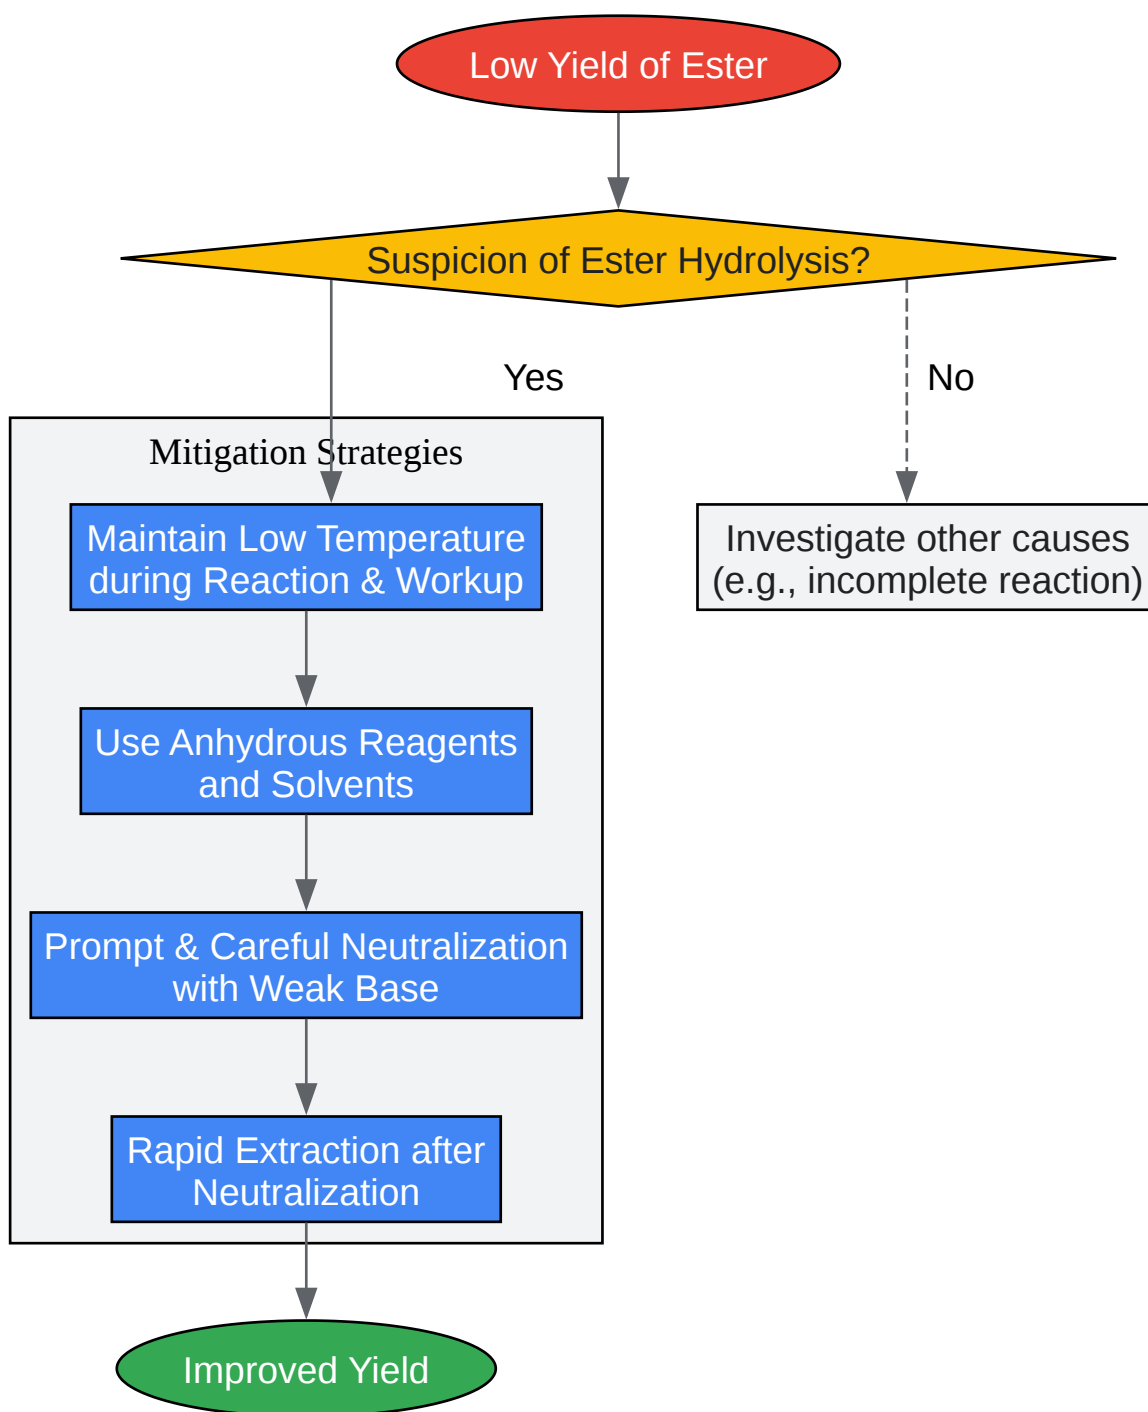 Low Yield of Ester
Suspicion of Ester Hydrolysis?
Yes
No
Mitigation Strategies
Maintain Low Temperature
during Reaction & Workup
Investigate other causes
(e.g., incomplete reaction)
Use Anhydrous Reagents
and Solvents
Prompt & Careful Neutralization
with Weak Base
Rapid Extraction after
Neutralization
Improved Yield